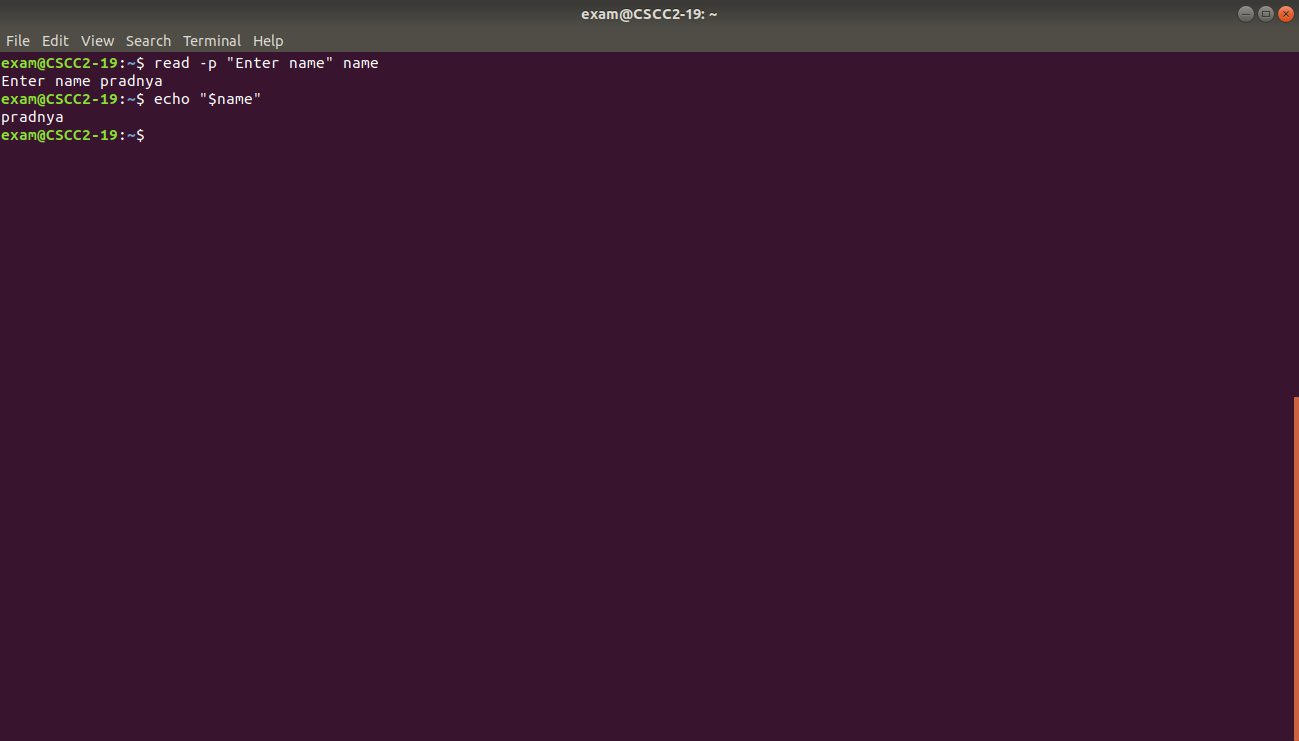 exam@CSCC2-19: ~
File Edit View Search Terminal Help
exam@CSCC2-19:~$ read -p "Enter name" name
Enter name pradnya
exam@CSCC2-19:~$ echo "$name"
pradnya
exam@CSCC2-19:~$